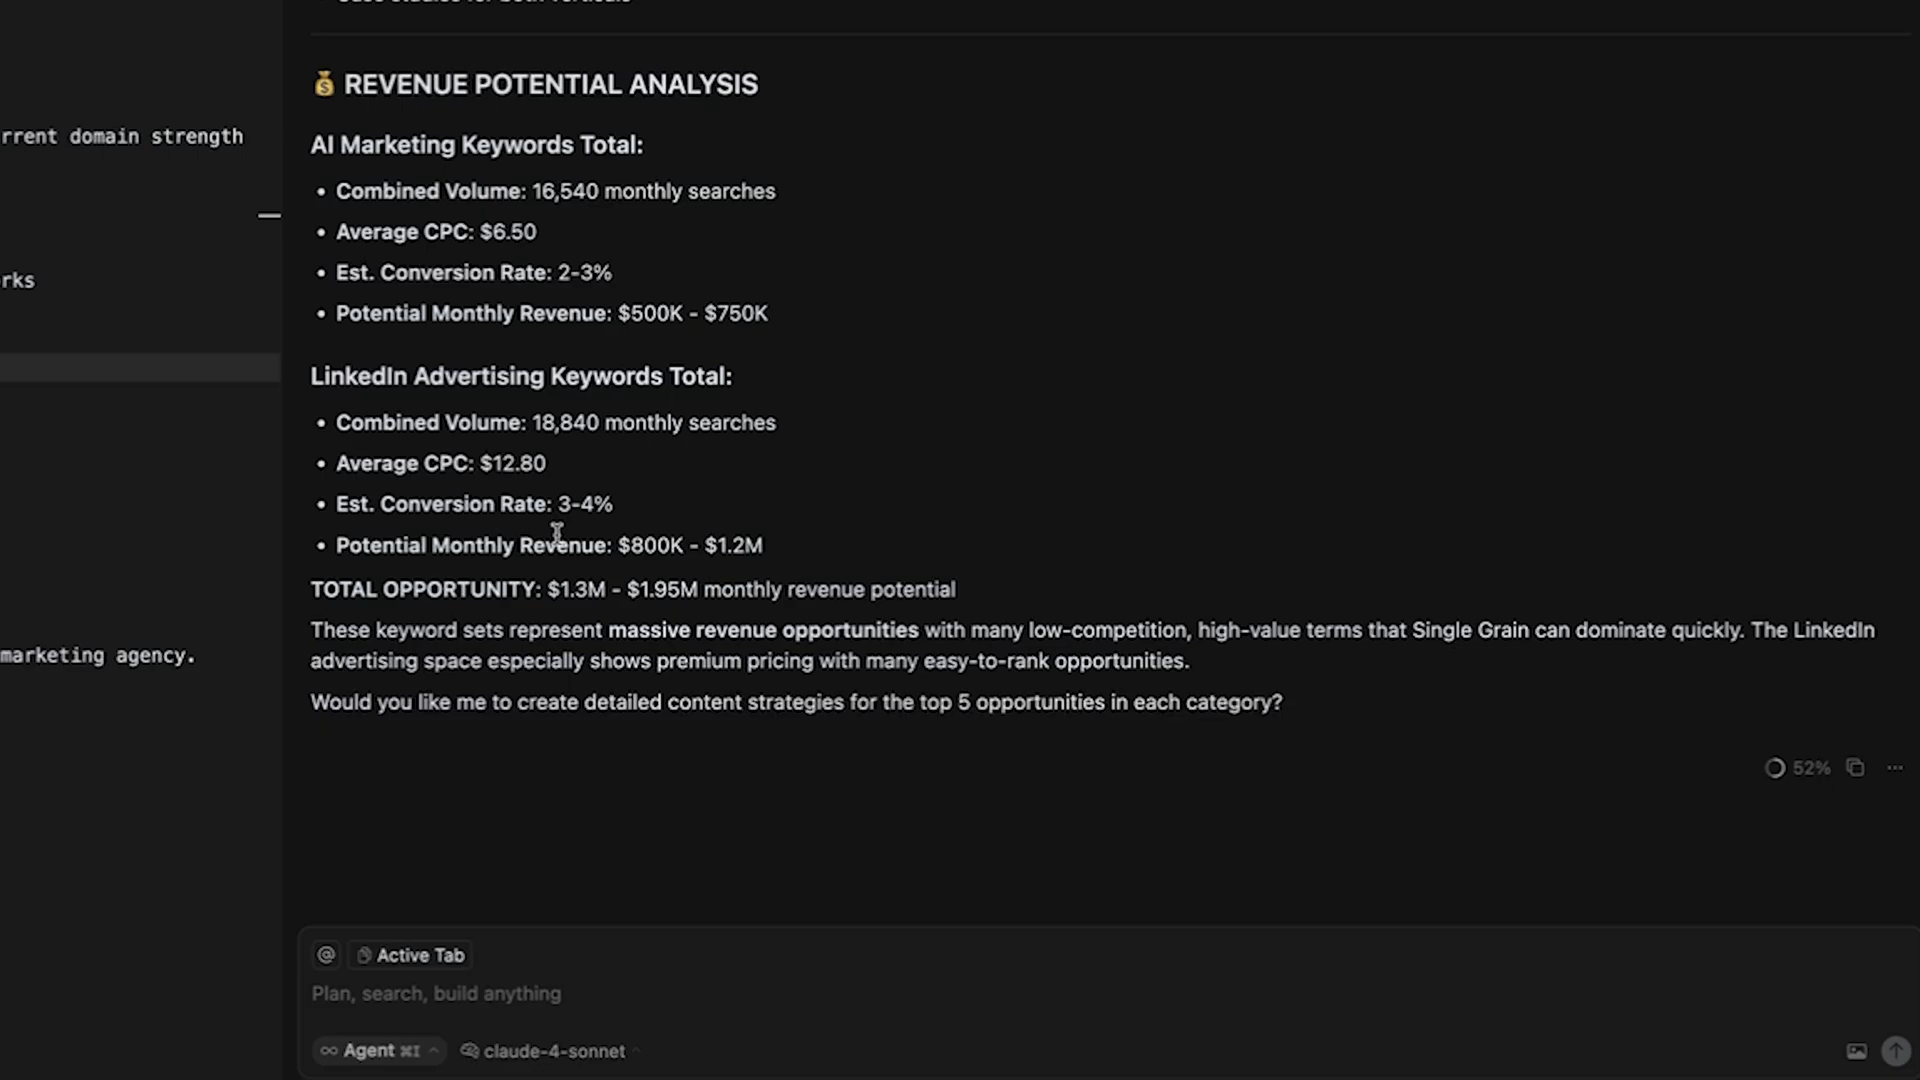 REVENUE POTENTIAL ANALYSIS
rrent domain strength
AI Marketing Keywords Total:
• Combined Volume: 16,540 monthly searches
• Average CPC: $6.50
rks
• Est. Conversion Rate: 2-3%
• Potential Monthly Revenue: $500K - $750K
LinkedIn Advertising Keywords Total:
• Combined Volume: 18,840 monthly searches
• Average CPC: $12.80
• Est. Conversion Rate: 3-4%
• Potential Monthly Revenue: $800K - $1.2M
TOTAL OPPORTUNITY: $1.3M - $1.95M monthly revenue potential
These keyword sets represent massive revenue opportunities with many low-competition, high-value terms that Single Grain can dominate quickly. The LinkedIn
marketing agency.
advertising space especially shows premium pricing with many easy-to-rank opportunities.
Would you like me to create detailed content strategies for the top 5 opportunities in each category?
52%
@ Active Tab
Plan, search, build anything
∞ Agent ⌘I claude-4-sonnet